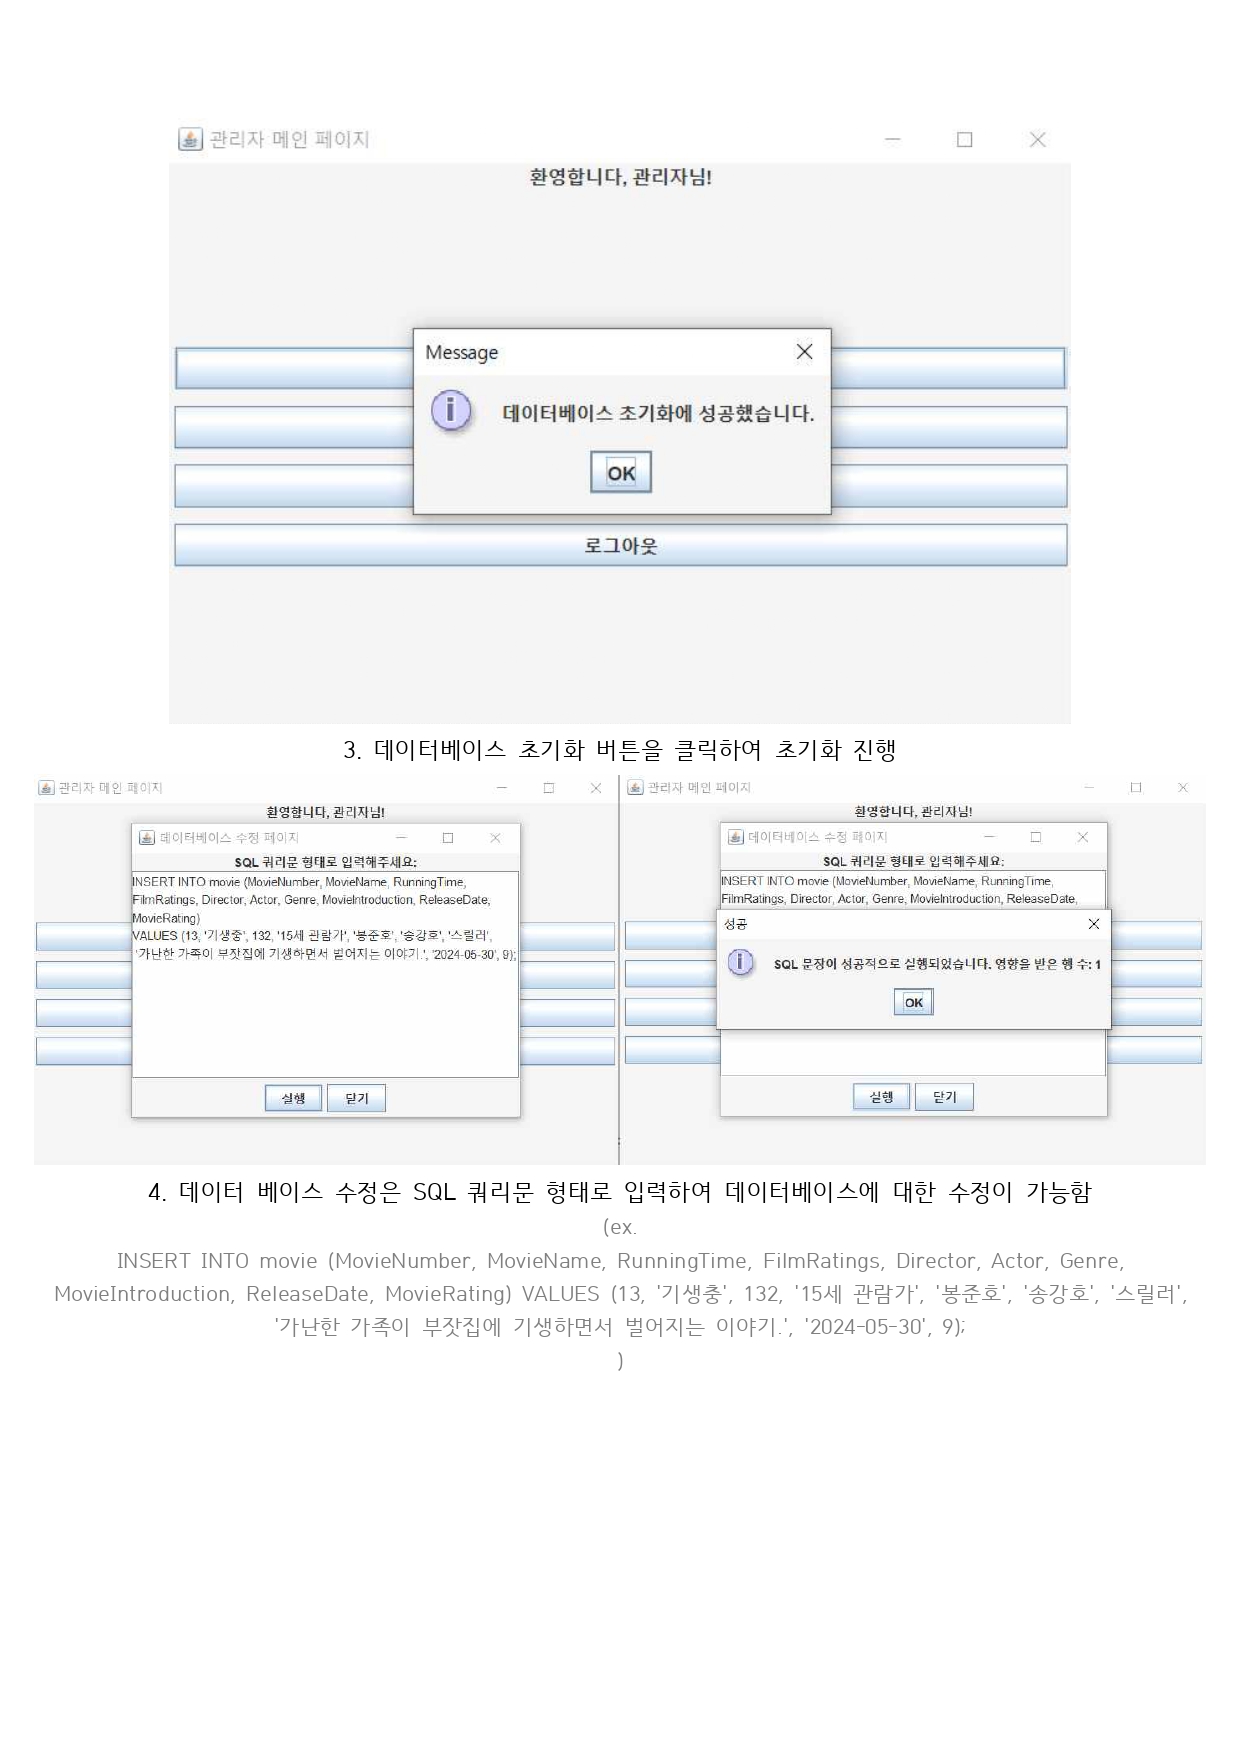 관리자 메인 페이지
환영합니다, 관리자님!
Message
데이터베이스 초기화에 성공했습니다.
OK
로그아웃
3. 데이터베이스 초기화 버튼을 클릭하여 초기화 진행
관리자 메인 페이지
환영합니다, 관리자님!
데이터베이스 수정 페이지
SQL 쿼리문 형태로 입력해주세요:
INSERT INTO movie (MovieNumber, MovieName, RunningTime,
FilmRatings, Director, Actor, Genre, MovieIntroduction, ReleaseDate,
MovieRating)
VALUES (13, '기생충', 132, '15세 관람가', '봉준호', '송강호', '스릴러',
'가난한 가족이 부잣집에 기생하면서 벌어지는 이야기.', '2024-05-30', 9);
실행 닫기
관리자 메인 페이지
환영합니다, 관리자님!
데이터베이스 수정 페이지
SQL 쿼리문 형태로 입력해주세요:
INSERT INTO movie (MovieNumber, MovieName, RunningTime,
FilmRatings, Director, Actor, Genre, MovieIntroduction, ReleaseDate,
성공
SQL 문장이 성공적으로 실행되었습니다. 영향을 받은 행 수: 1
OK
실행 닫기
4. 데이터 베이스 수정은 SQL 쿼리문 형태로 입력하여 데이터베이스에 대한 수정이 가능함
(ex.
INSERT INTO movie (MovieNumber, MovieName, RunningTime, FilmRatings, Director, Actor, Genre,
MovieIntroduction, ReleaseDate, MovieRating) VALUES (13, '기생충', 132, '15세 관람가', '봉준호', '송강호', '스릴러',
'가난한 가족이 부잣집에 기생하면서 벌어지는 이야기.', '2024-05-30', 9);
)